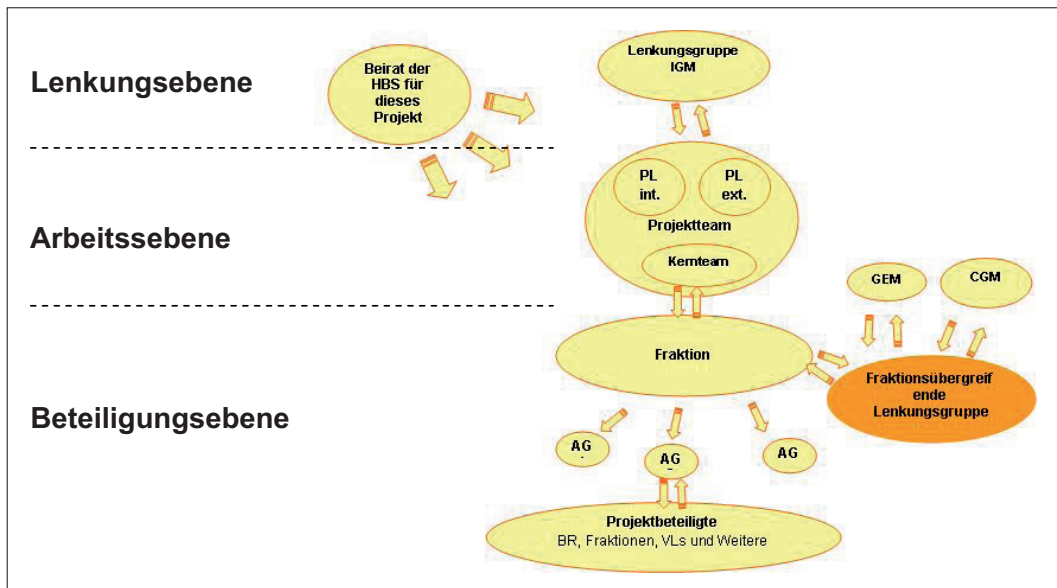 Lenkungsebene
Beirat der
HBS für
dieses
Projekt
Lenkungsgruppe
IGM
PL
int.
PL
ext.
Projektteam
Kernteam
Arbeitssebene
GEM
CGM
Fraktion
Fraktionsübergreif
ende
Lenkungsgruppe
Beteiligungsebene
AG
AG
AG
Projektbeteiligte
BR, Fraktionen, VLs und Weitere